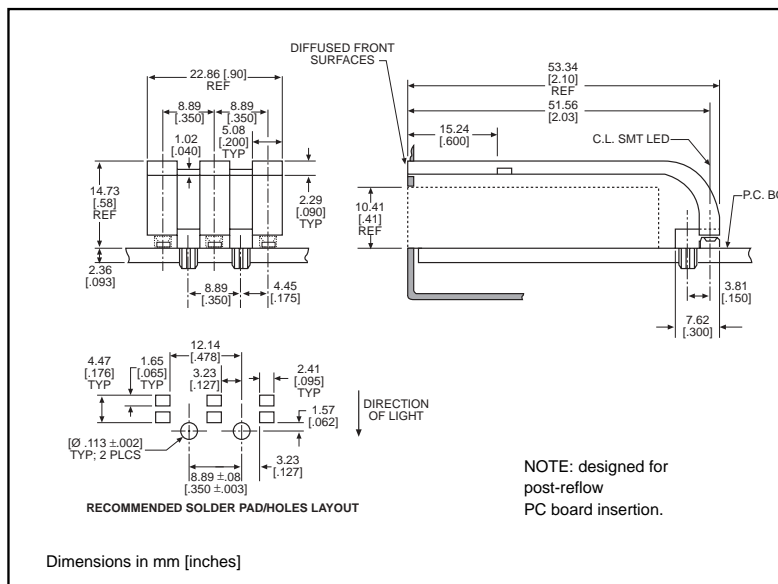 DIFFUSED FRONT
SURFACES
22.86 [.90]
REF
8.89
[.350]
8.89
[.350]
5.08
[.200]
TYP
1.02
[.040]
14.73
[.58]
REF
2.29
[.090]
TYP
2.36
[.093]
8.89
[.350]
4.45
[.175]
53.34
[2.10]
REF
51.56
[2.03]
15.24
[.600]
C.L. SMT LED
10.41
[.41]
REF
P.C. BO
3.81
[.150]
7.62
[.300]
4.47
[.176]
TYP
1.65
[.065]
TYP
12.14
[.478]
3.23
[.127]
2.41
[.095]
TYP
1.57
[.062]
DIRECTION
OF LIGHT
[Ø .113 ±.002]
TYP; 2 PLCS
8.89 ±.08
[.350 ±.003]
3.23
[.127]
RECOMMENDED SOLDER PAD/HOLES LAYOUT
NOTE: designed for
post-reflow
PC board insertion.
Dimensions in mm [inches]